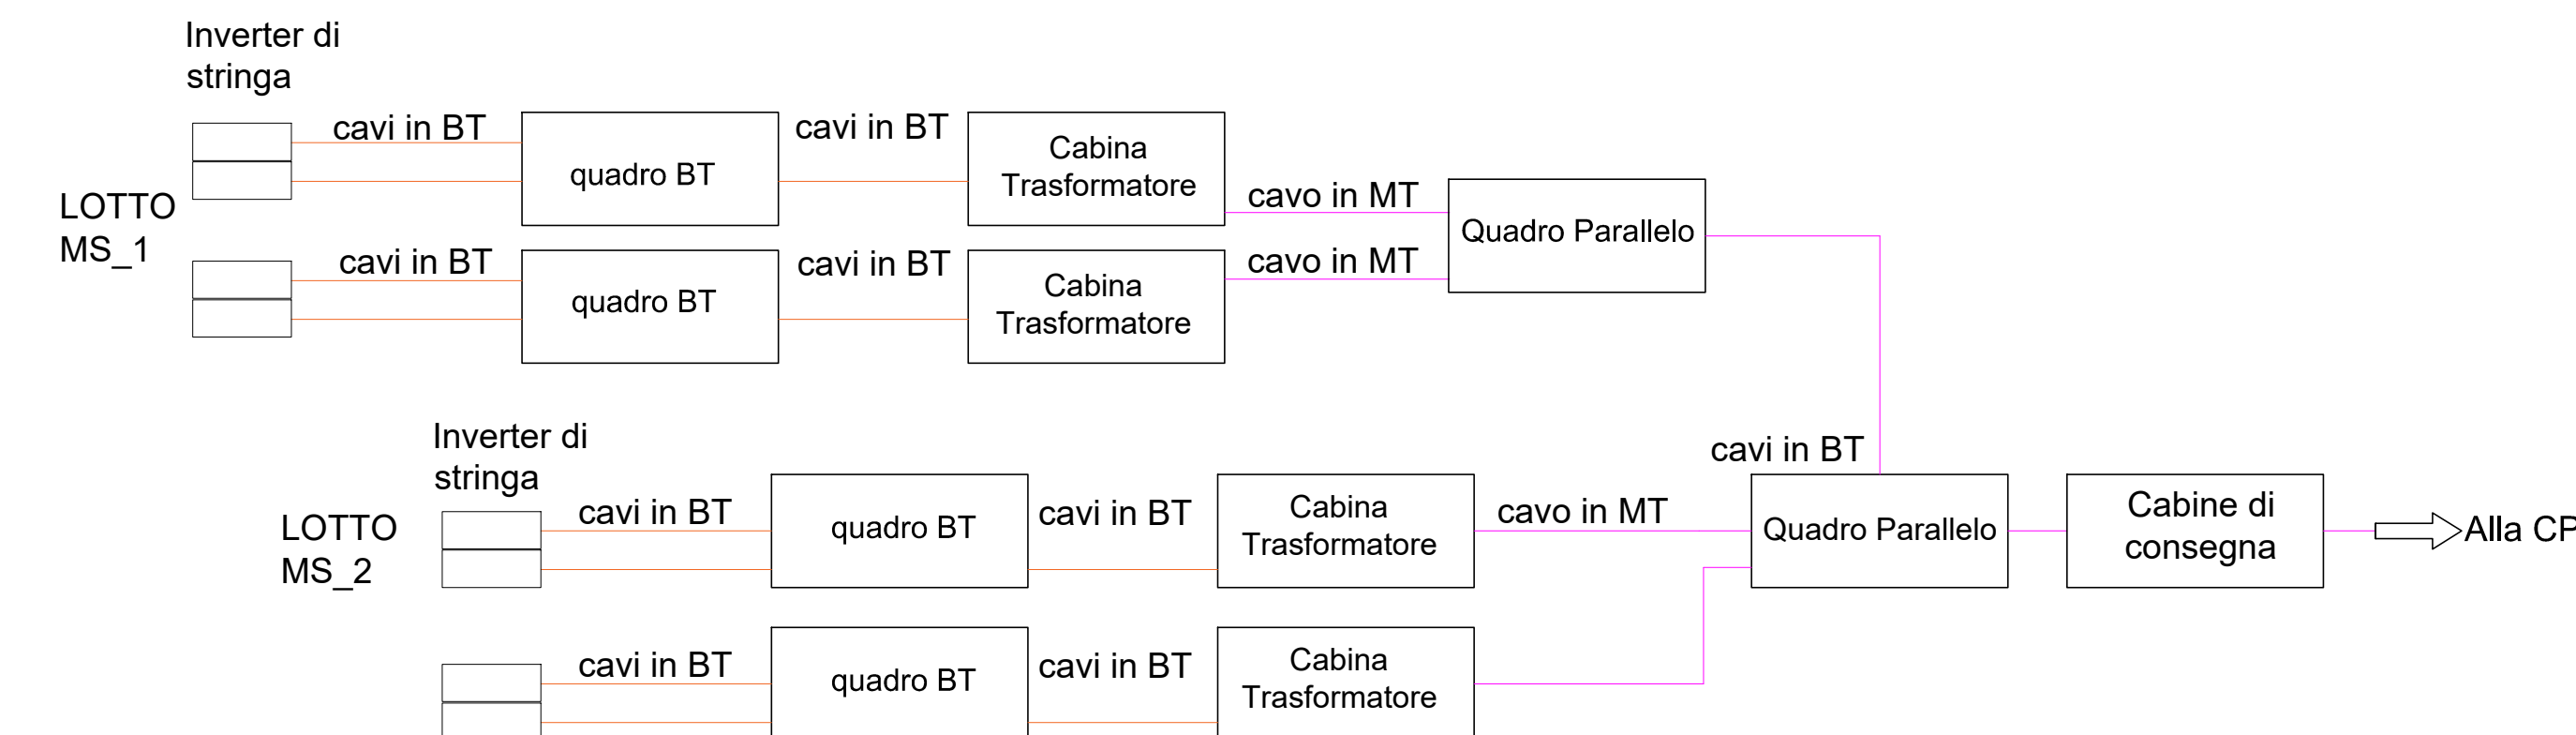 Inverter di
stringa
cavi in BT
cavi in BT
quadro BT
Cabina
Trasformatore
LOTTO
MS_1
cavo in MT
Quadro Parallelo
cavi in BT
cavi in BT
cavo in MT
quadro BT
Cabina
Trasformatore
Inverter di
stringa
cavi in BT
LOTTO
MS_2
cavi in BT
quadro BT
cavi in BT
Cabina
Trasformatore
cavo in MT
Quadro Parallelo
Cabine di
consegna
Alla CP
cavi in BT
quadro BT
cavi in BT
Cabina
Trasformatore